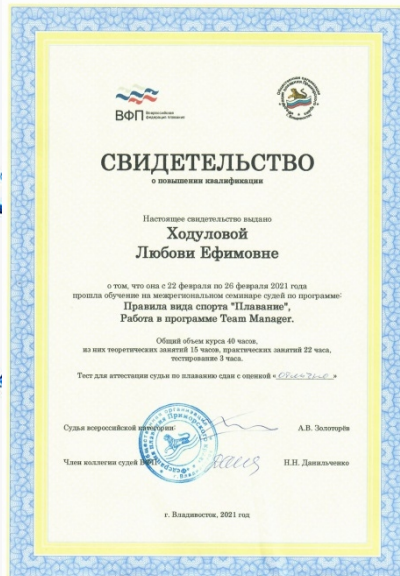 ВФП Всероссийская федерация плавания
СВИДЕТЕЛЬСТВО
о повышении квалификации
Настоящее свидетельство выдано
Ходуловой
Любови Ефимовне
о том, что она с 22 февраля по 26 февраля 2021 года
прошла обучение на межрегиональном семинаре судей по программе:
Правила вида спорта "Плавание",
Работа в программе Team Manager.
Общий объем курса 40 часов,
из них теоретических занятий 15 часов, практических занятий 22 часа,
тестирование 3 часа.
Тест для аттестации судьи по плаванию сдан с оценкой «отлично»
Судья всероссийской категории: А.В. Золоторёв
Член коллегии судей Н.Н. Данильченко
г. Владивосток, 2021 год